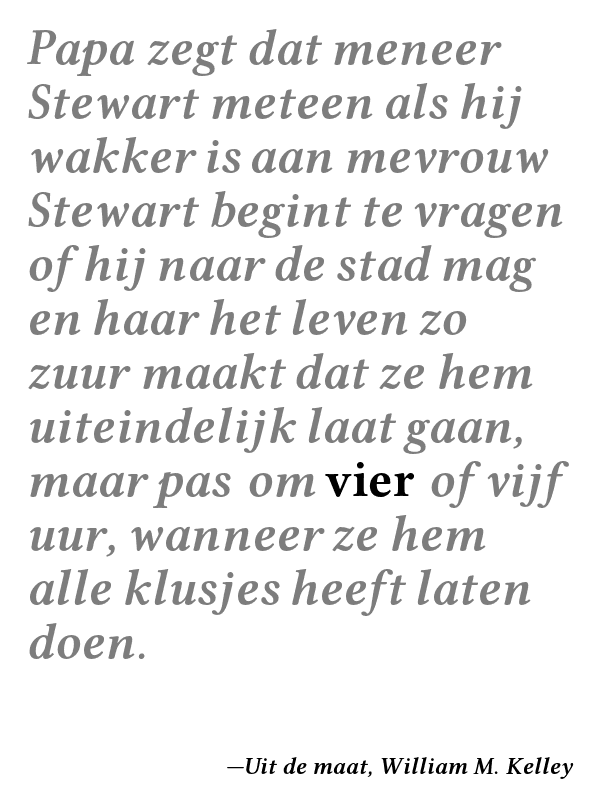 Papa zegt dat meneer
Stewart meteen als hij
wakker is aan mevrouw
Stewart begint te vragen
of hij naar de stad mag
en haar het leven zo
zuur maakt dat ze hem
uiteindelijk laat gaan,
maar pas om vier of vijf
uur, wanneer ze hem
alle klusjes heeft laten
doen.
—Uit de maat, William M. Kelley